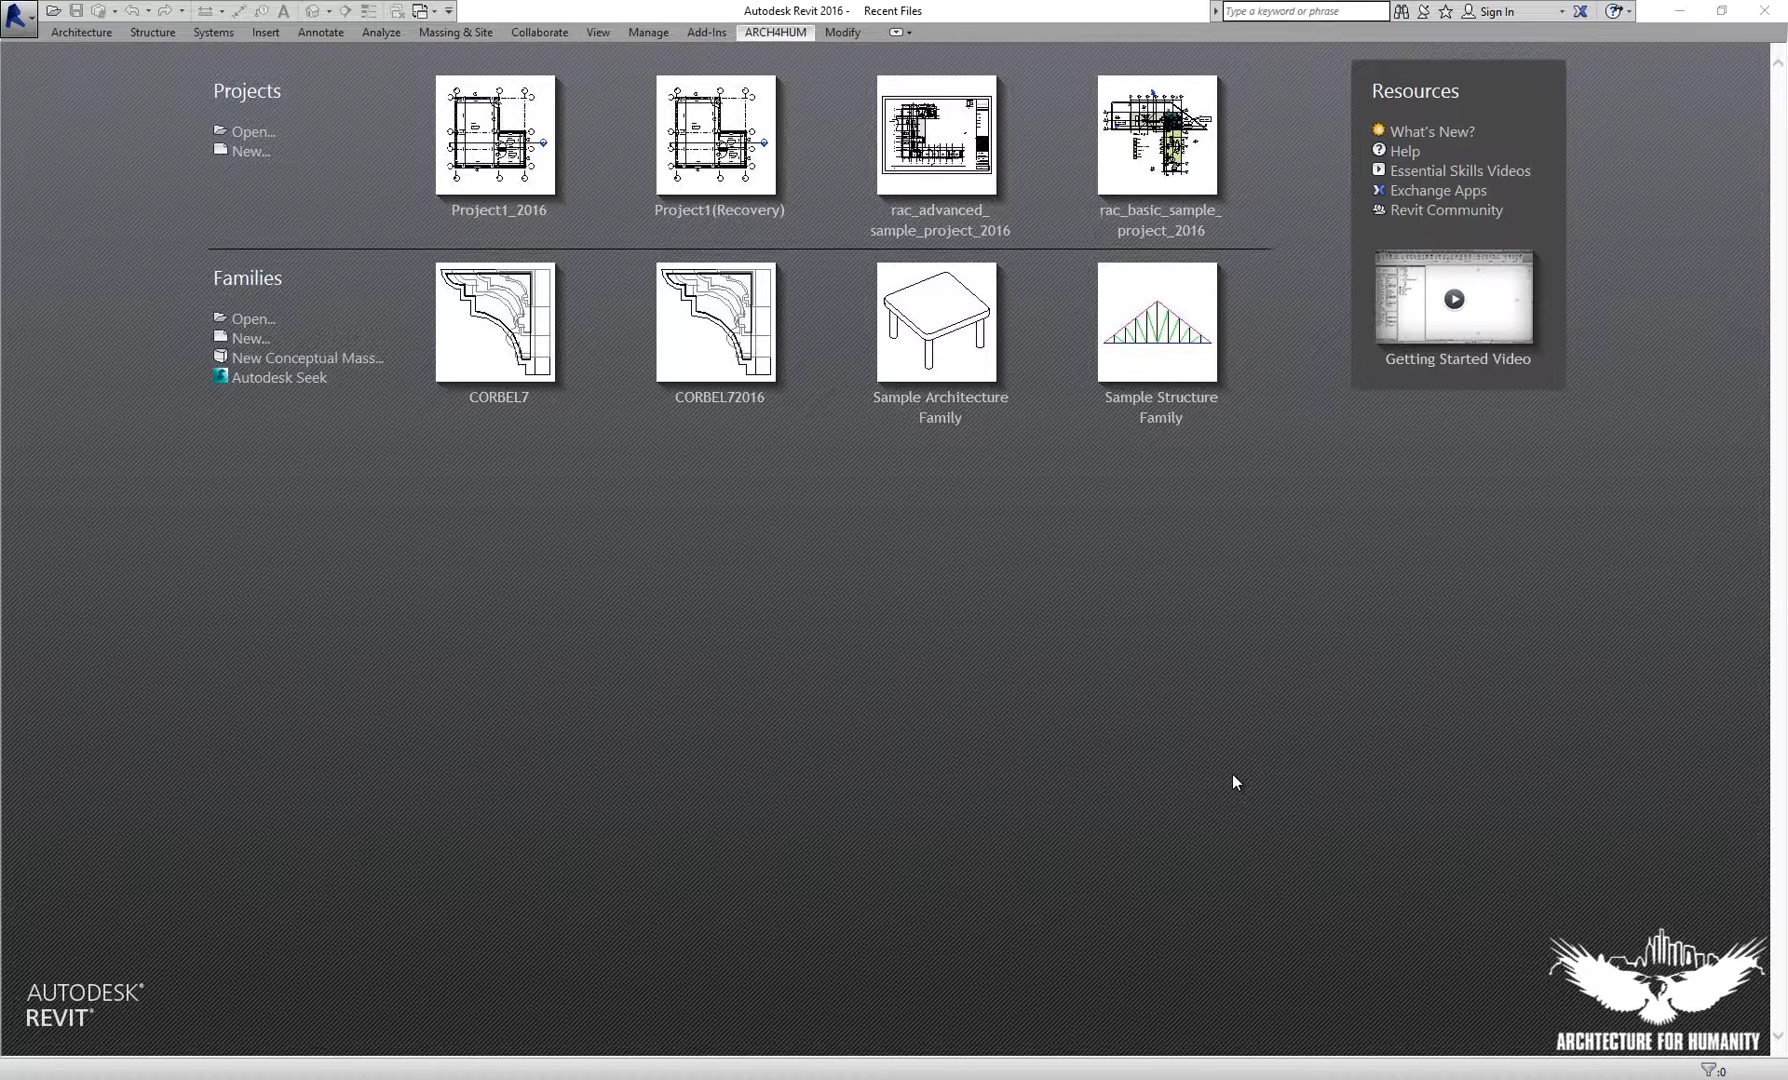 Autodesk Revit 2016 - Recent Files
Type a keyword or phrase
Sign In
Architecture Structure Systems Insert Annotate Analyze Massing & Site Collaborate View Manage Add-Ins ARCH4HUM Modify
Projects
Open...
New...
Project1_2016
Project1(Recovery)
rac_advanced_
sample_project_2016
rac_basic_sample_
project_2016
Families
Open...
New...
New Conceptual Mass...
Autodesk Seek
CORBEL7
CORBEL72016
Sample Architecture
Family
Sample Structure
Family
Resources
What's New?
Help
Essential Skills Videos
Exchange Apps
Revit Community
Getting Started Video
AUTODESK®
REVIT®
ARCHTECTURE FOR HUMANITY
:0